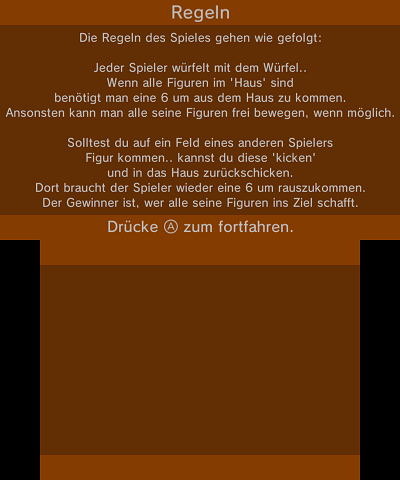 Regeln
Die Regeln des Spieles gehen wie gefolgt:
Jeder Spieler würfelt mit dem Würfel..
Wenn alle Figuren im 'Haus' sind
benötigt man eine 6 um aus dem Haus zu kommen.
Ansonsten kann man alle seine Figuren frei bewegen, wenn möglich.
Solltest du auf ein Feld eines anderen Spielers
Figur kommen.. kannst du diese 'kicken'
und in das Haus zurückschicken.
Dort braucht der Spieler wieder eine 6 um rauszukommen.
Der Gewinner ist, wer alle seine Figuren ins Ziel schafft.
Drücke Ⓐ zum fortfahren.